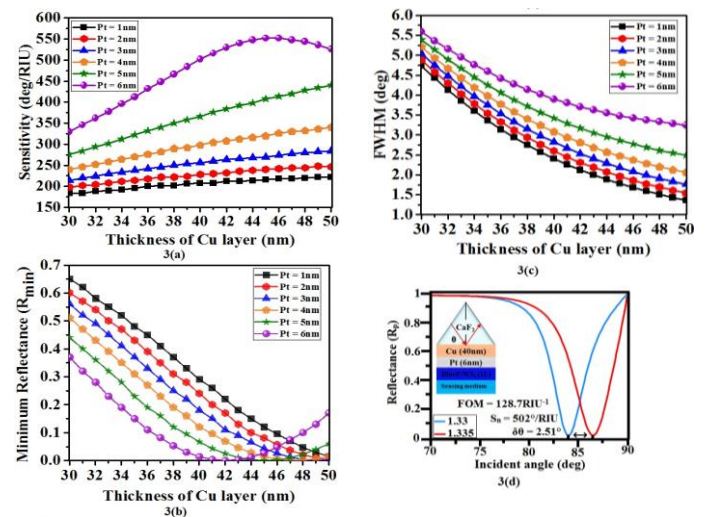 600
550
500
450
400
350
300
250
200
150
Sensitivity (deg/RIU)
Pt = 1nm
Pt = 2nm
Pt = 3nm
Pt = 4nm
Pt = 5nm
Pt = 6nm
30 32 34 36 38 40 42 44 46 48 50
Thickness of Cu layer (nm)
3(a)
6.0
5.5
5.0
4.5
4.0
3.5
3.0
2.5
2.0
1.5
1.0
FWHM (deg)
Pt = 1nm
Pt = 2nm
Pt = 3nm
Pt = 4nm
Pt = 5nm
Pt = 6nm
30 32 34 36 38 40 42 44 46 48 50
Thickness of Cu layer (nm)
3(c)
0.7
0.6
0.5
0.4
0.3
0.2
0.1
0.0
Minimum Reflectance (Rmin)
Pt = 1nm
Pt = 2nm
Pt = 3nm
Pt = 4nm
Pt = 5nm
Pt = 6nm
30 32 34 36 38 40 42 44 46 48 50
Thickness of Cu layer (nm)
3(b)
1
0.8
0.6
0.4
0.2
0
Reflectance (Rp)
CaF2
θ
Cu (40nm)
Pt (6nm)
Sensing medium
FOM = 128.7RIU-1
Sn = 502°/RIU
δθ = 2.51°
1.33
1.335
70 75 80 85 90
Incident angle (deg)
3(d)